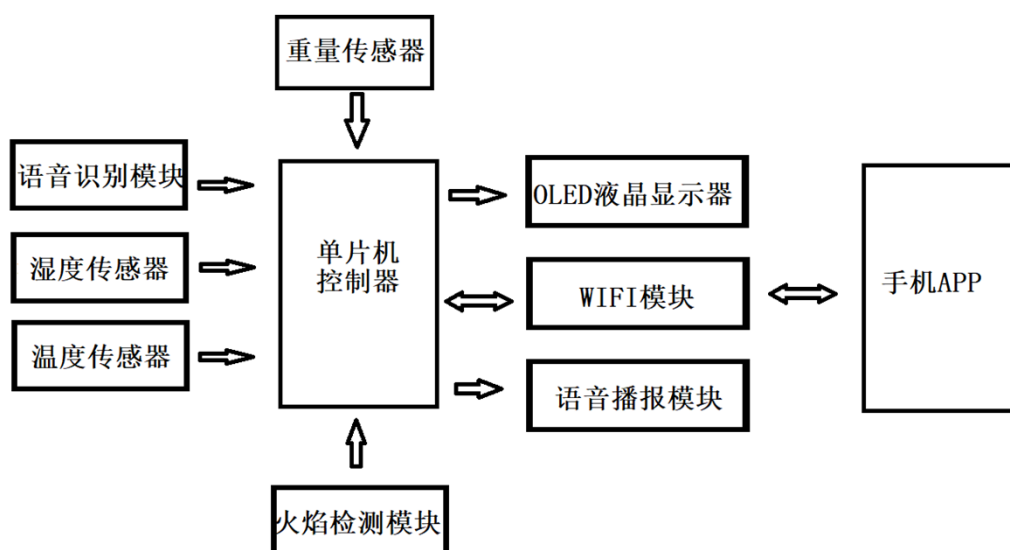 重量传感器
语音识别模块
湿度传感器
温度传感器
单片机
控制器
OLED液晶显示器
WIFI模块
语音播报模块
手机APP
火焰检测模块